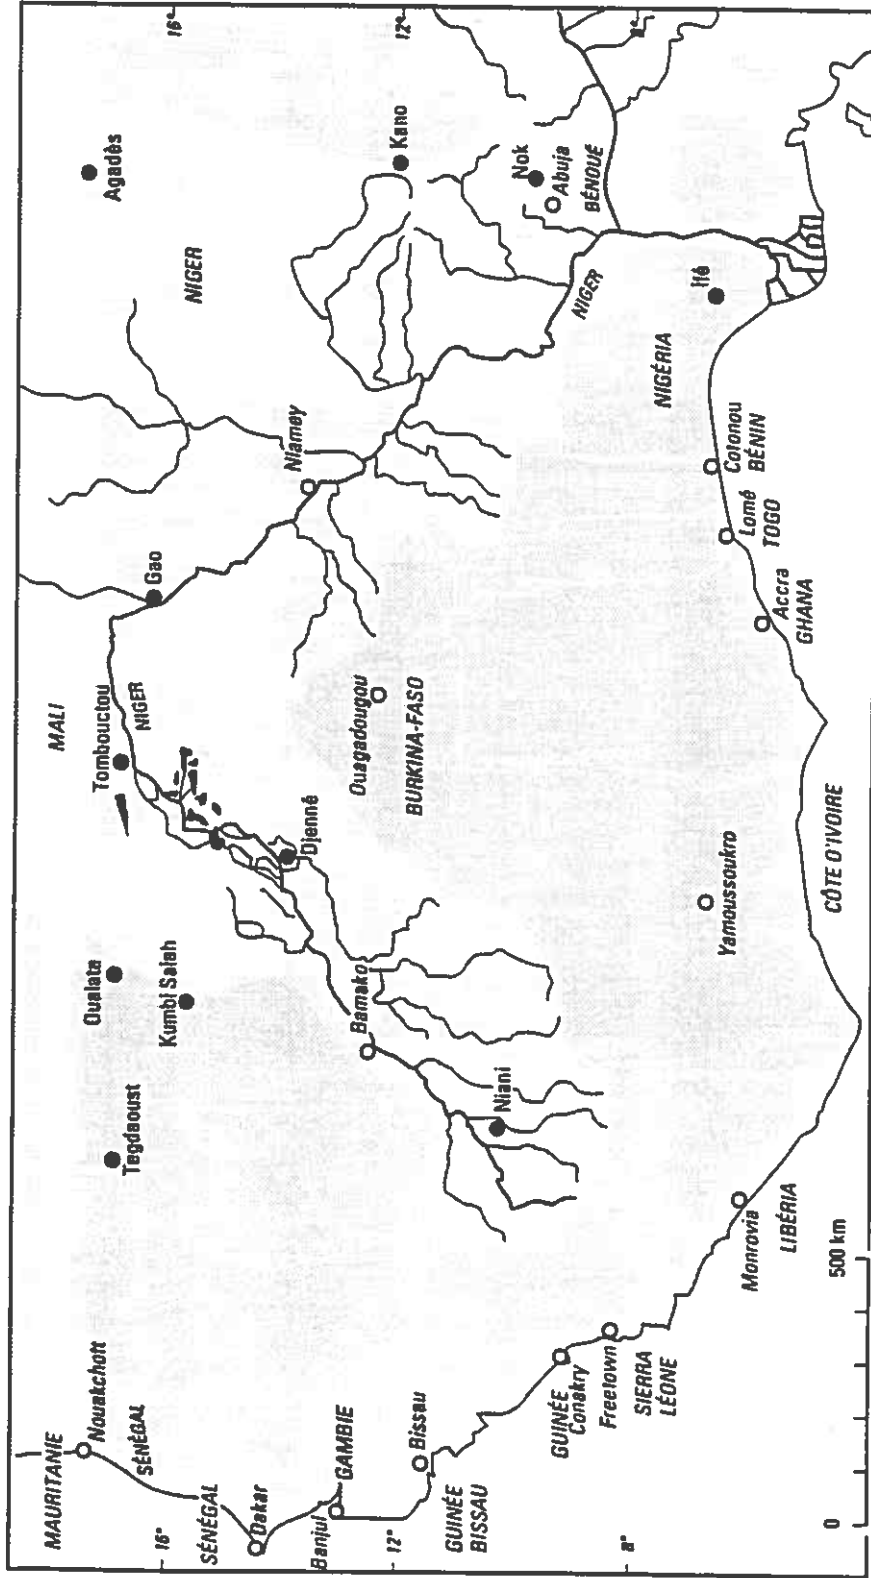 MAURITANIE
Nouakchott
SÉNÉGAL
SÉNÉGAL
Dakar
Banjul
GAMBIE
Bissau
GUINÉE
BISSAU
GUINÉE
Conakry
Freetown
SIERRA
LÉONE
Monrovia
LIBÉRIA
0
500 km
16°
12°
8°
Tegdaoust
Oualata
Kumbi Saleh
Bamako
Niani
MALI
Tombouctou
NIGER
Djenné
Gao
Ouagadougou
BURKINA-FASO
Yamoussoukro
CÔTE D'IVOIRE
Accra
GHANA
Lomé
TOGO
Cotonou
BÉNIN
Niamey
NIGER
Agadès
Kano
Nok
Abuja
BÉNOUÉ
NIGER
NIGÉRIA
Ifé
16°
12°
8°